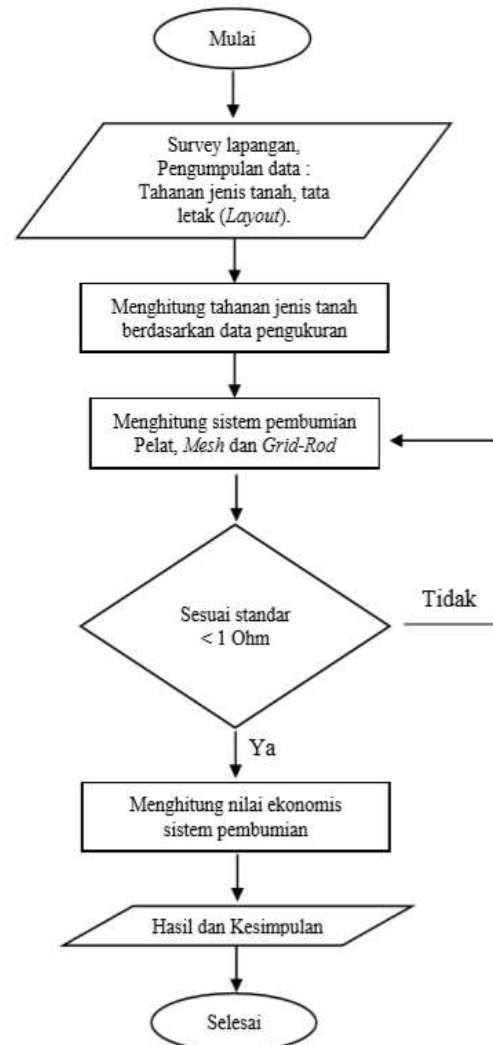 Mulai
Survey lapangan,
Pengumpulan data :
Tahanan jenis tanah, tata
letak (Layout).
Menghitung tahanan jenis tanah
berdasarkan data pengukuran
Menghitung sistem pembumian
Pelat, Mesh dan Grid-Rod
Sesuai standar
< 1 Ohm
Tidak
Ya
Menghitung nilai ekonomis
sistem pembumian
Hasil dan Kesimpulan
Selesai